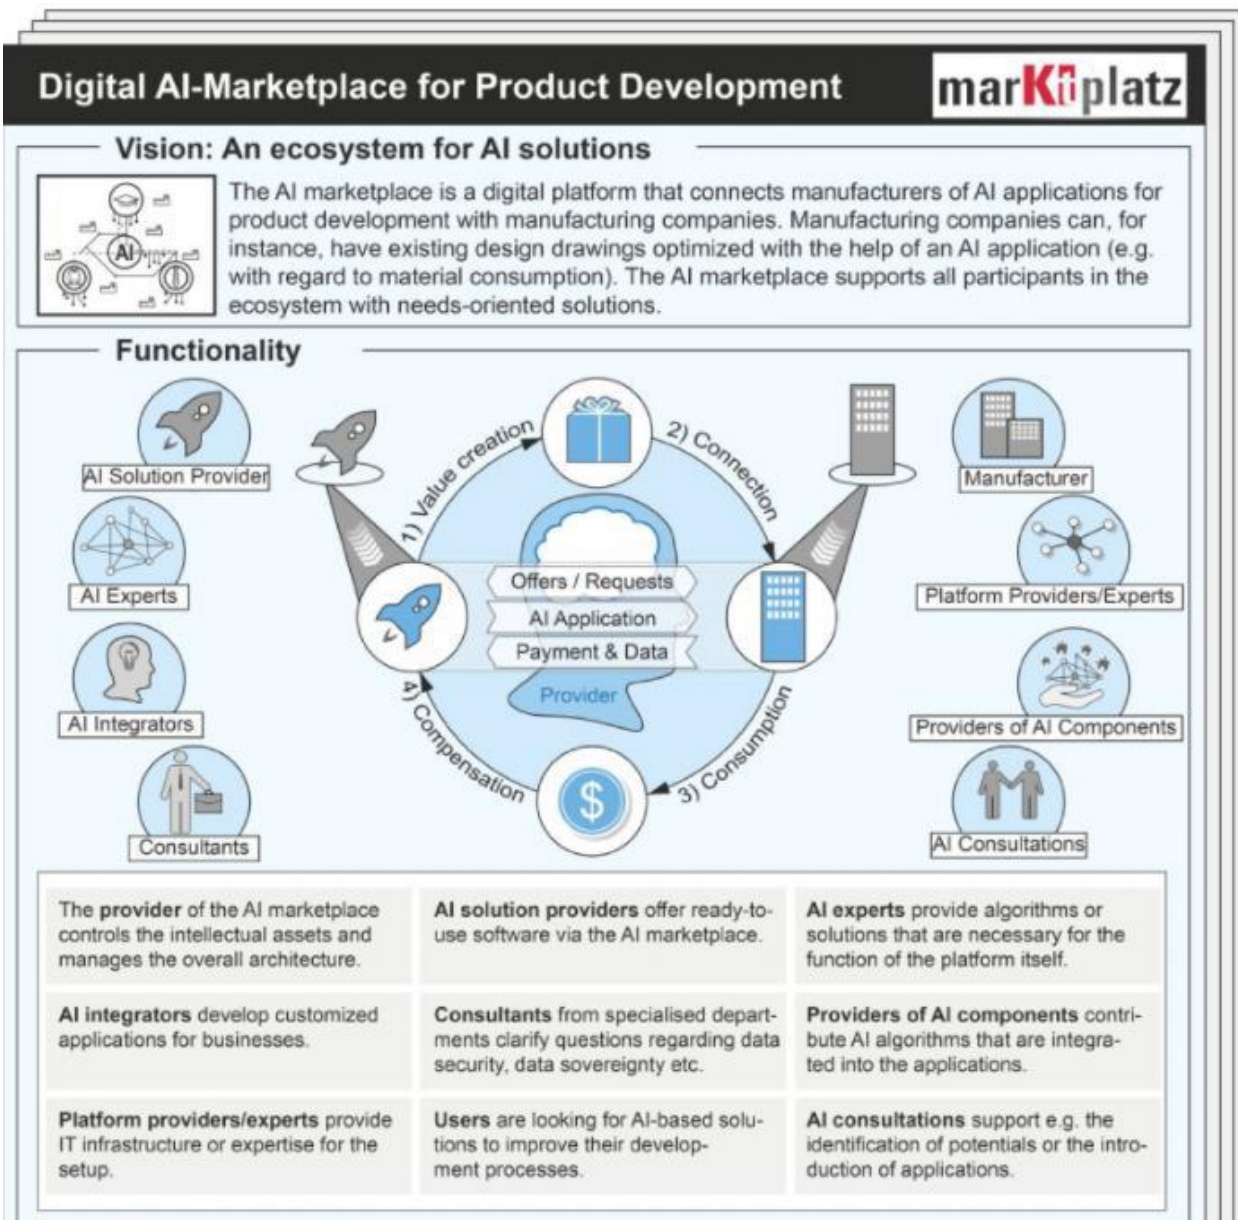 Digital AI-Marketplace for Product Development
marKIplatz
Vision: An ecosystem for AI solutions
AI
The AI marketplace is a digital platform that connects manufacturers of AI applications for
product development with manufacturing companies. Manufacturing companies can, for
instance, have existing design drawings optimized with the help of an AI application (e.g.
with regard to material consumption). The AI marketplace supports all participants in the
ecosystem with needs-oriented solutions.
Functionality
AI Solution Provider
AI Experts
AI Integrators
Consultants
1) Value creation
2) Connection
3) Consumption
4) Compensation
Offers / Requests
AI Application
Payment & Data
Provider
$
Manufacturer
Platform Providers/Experts
Providers of AI Components
AI Consultations
The provider of the AI marketplace
controls the intellectual assets and
manages the overall architecture.
AI solution providers offer ready-to-
use software via the AI marketplace.
AI experts provide algorithms or
solutions that are necessary for the
function of the platform itself.
AI integrators develop customized
applications for businesses.
Consultants from specialised depart-
ments clarify questions regarding data
security, data sovereignty etc.
Providers of AI components contri-
bute AI algorithms that are integra-
ted into the applications.
Platform providers/experts provide
IT infrastructure or expertise for the
setup.
Users are looking for AI-based solu-
tions to improve their develop-
ment processes.
AI consultations support e.g. the
identification of potentials or the intro-
duction of applications.